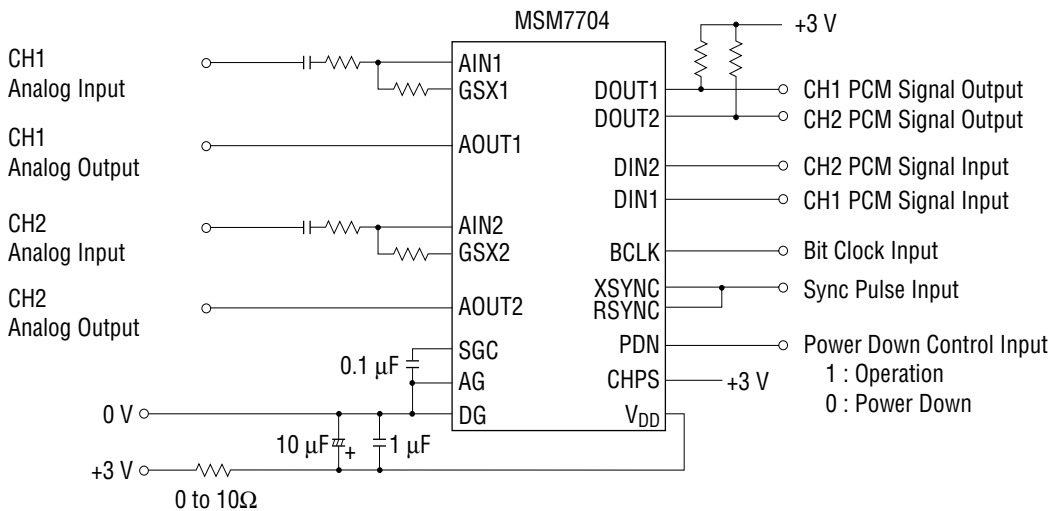 MSM7704
+3 V
CH1
Analog Input
AIN1
GSX1
DOUT1
CH1 PCM Signal Output
DOUT2
CH2 PCM Signal Output
CH1
Analog Output
AOUT1
DIN2
CH2 PCM Signal Input
DIN1
CH1 PCM Signal Input
CH2
Analog Input
AIN2
GSX2
BCLK
Bit Clock Input
XSYNC
Sync Pulse Input
RSYNC
CH2
Analog Output
AOUT2
SGC
0.1 μF
AG
PDN
Power Down Control Input
1 : Operation
0 : Power Down
CHPS
+3 V
0 V
DG
VDD
10 μF
+
1 μF
+3 V
0 to 10Ω